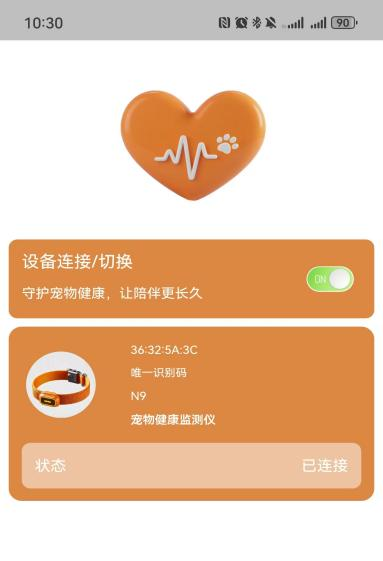 10:30
90
设备连接/切换
守护宠物健康，让陪伴更长久
ON
36:32:5A:3C
唯一识别码
N9
宠物健康监测仪
状态 已连接